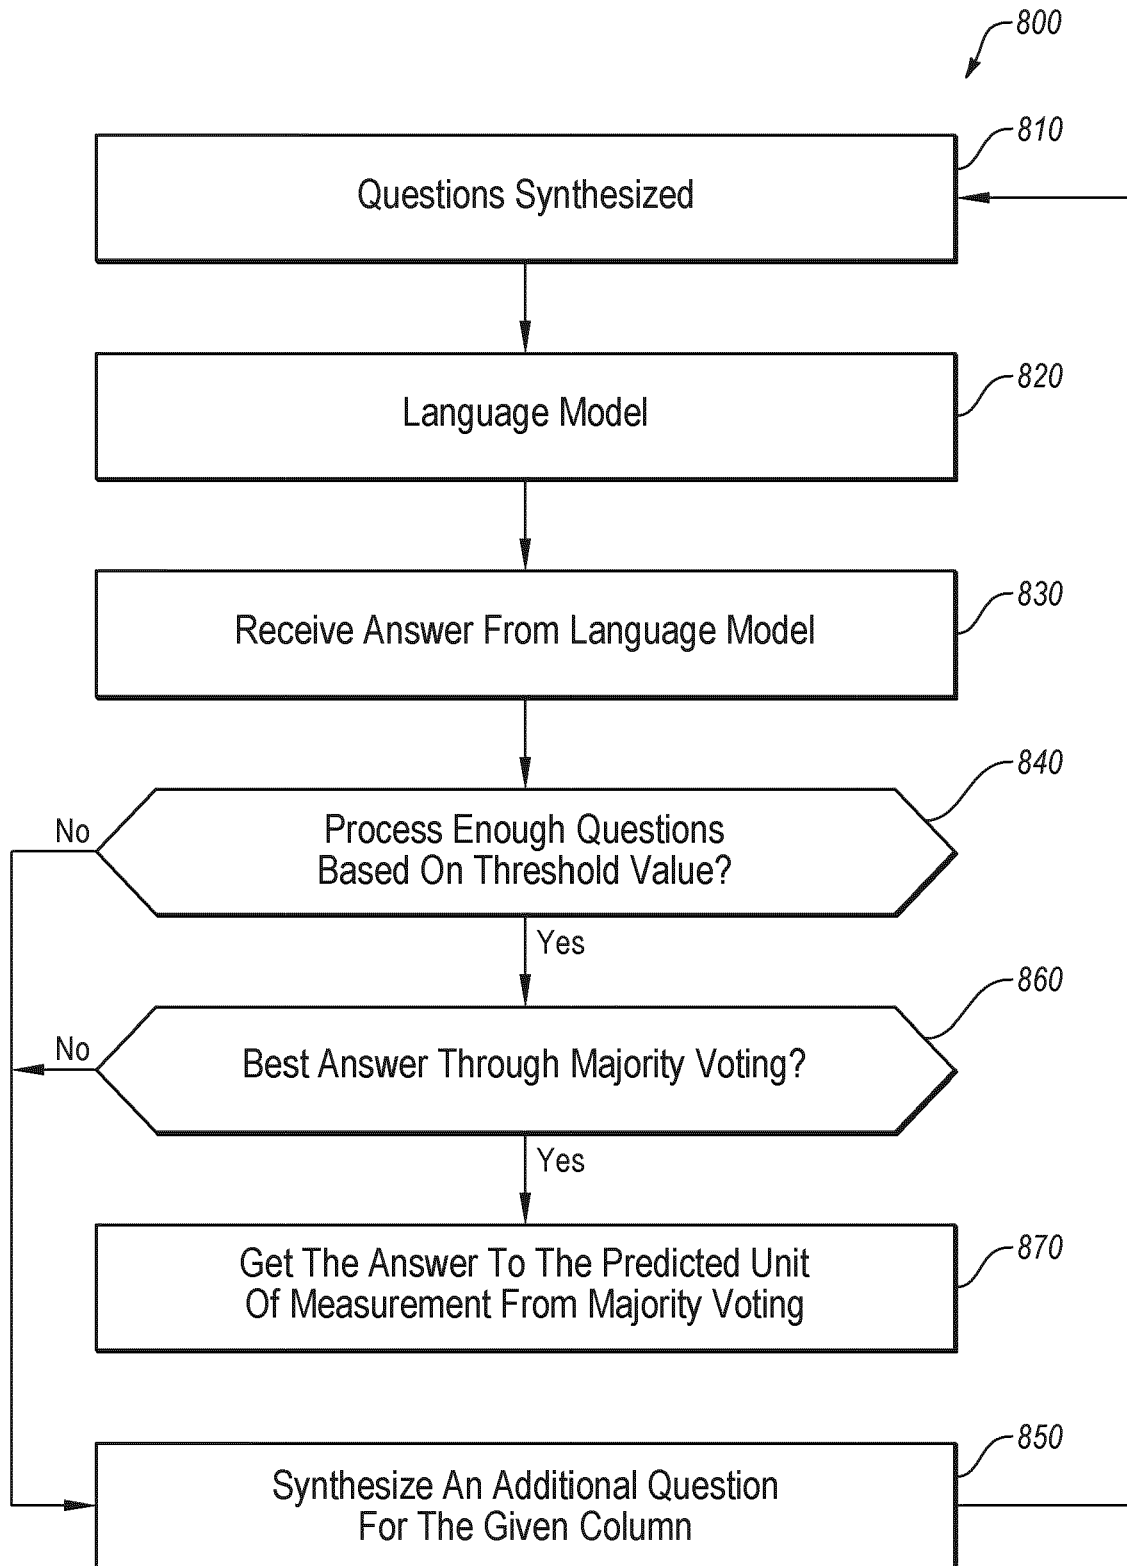 800
810
Questions Synthesized
820
Language Model
830
Receive Answer From Language Model
840
No
Process Enough Questions
Based On Threshold Value?
Yes
860
No
Best Answer Through Majority Voting?
Yes
870
Get The Answer To The Predicted Unit
Of Measurement From Majority Voting
850
Synthesize An Additional Question
For The Given Column